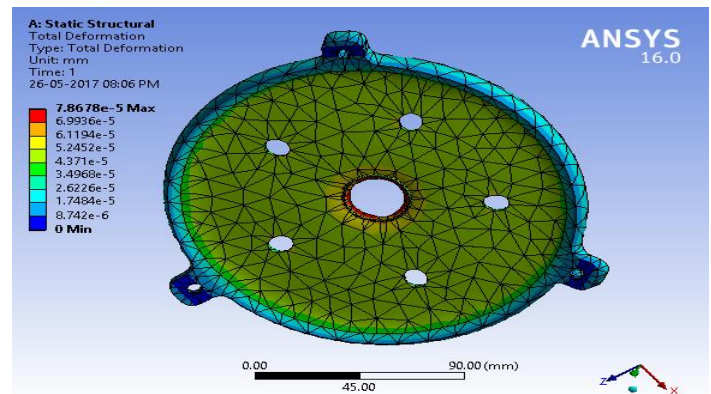 A: Static Structural
Total Deformation
Type: Total Deformation
Unit: mm
Time: 1
26-05-2017 08:06 PM
7.8678e-5 Max
6.9936e-5
6.1194e-5
5.2452e-5
4.371e-5
3.4968e-5
2.6226e-5
1.7484e-5
8.742e-6
0 Min
ANSYS
16.0
0.00 90.00 (mm)
45.00
Z X